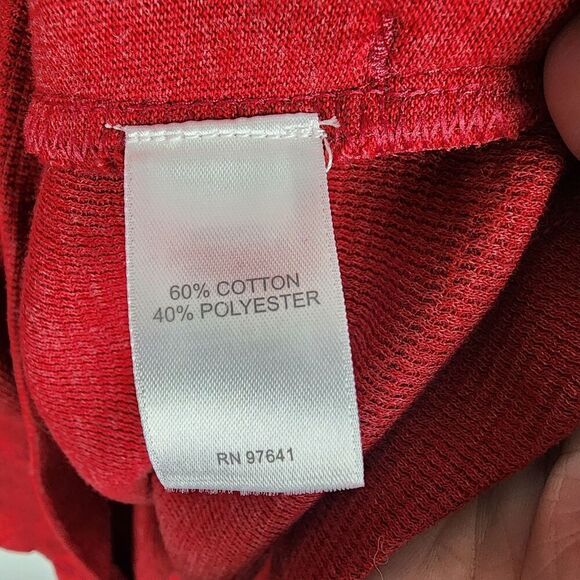 60% COTTON
40% POLYESTER
RN 97641